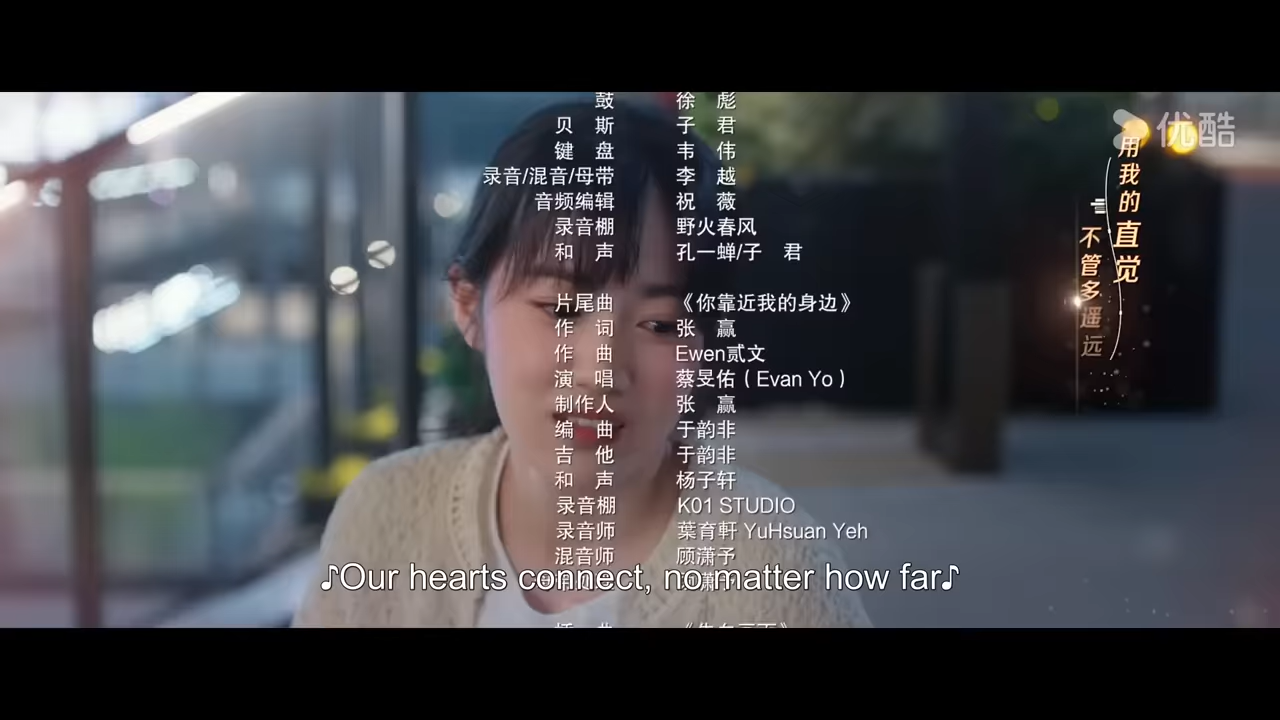 鼓 徐 彪
贝 斯 子 君
键 盘 韦 伟
录音/混音/母带 李 越
音频编辑 祝 薇
录音棚 野火春风
和 声 孔一蝉/子 君
片尾曲 《你靠近我的身边》
作 词 张 赢
作 曲 Ewen贰文
演 唱 蔡旻佑(Evan Yo)
制作人 张 赢
编 曲 于韵非
吉 他 于韵非
和 声 杨子轩
录音棚 K01 STUDIO
录音师 葉育軒 YuHsuan Yeh
混音师 顾潇予
♪Our hearts connect, no matter how far♪
优酷
用我的直觉
不管多遥远